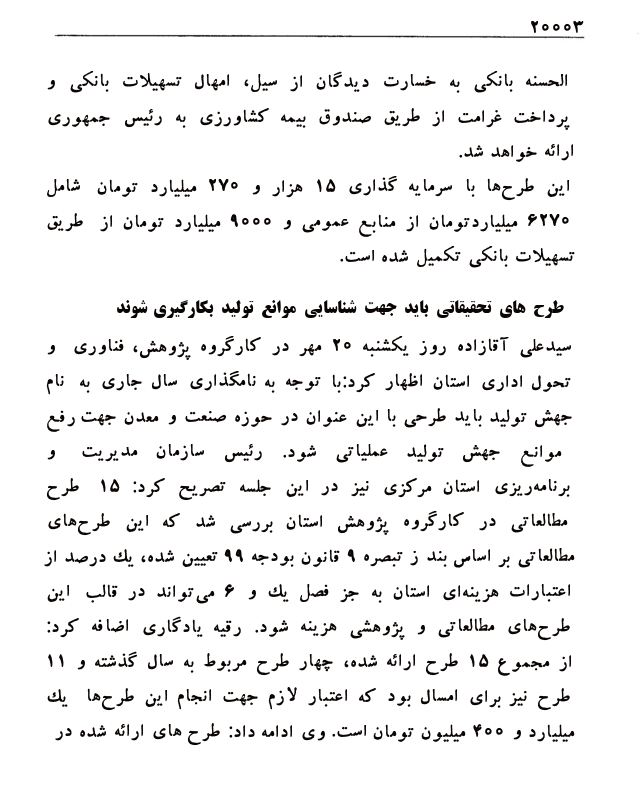 ۲۰۰۰۳
الحسنه بانکی به خسارت دیدگان از سیل، امهال تسهیلات بانکی و
پرداخت غرامت از طریق صندوق بیمه کشاورزی به رئیس جمهوری
ارائه خواهد شد.
این طرح‌ها با سرمایه گذاری ۱۵ هزار و ۲۷۰ میلیارد تومان شامل
۶۲۷۰ میلیاردتومان از منابع عمومی و ۹۰۰۰ میلیارد تومان از طریق
تسهیلات بانکی تکمیل شده است.
طرح های تحقیقاتی باید جهت شناسایی موانع تولید بکارگیری شوند
سیدعلی آقازاده روز یکشنبه ۲۰ مهر در کارگروه پژوهش، فناوری و
تحول اداری استان اظهار کرد:با توجه به نامگذاری سال جاری به نام
جهش تولید باید طرحی با این عنوان در حوزه صنعت و معدن جهت رفع
موانع جهش تولید عملیاتی شود. رئیس سازمان مدیریت و
برنامه‌ریزی استان مرکزی نیز در این جلسه تصریح کرد: ۱۵ طرح
مطالعاتی در کارگروه پژوهش استان بررسی شد که این طرح‌های
مطالعاتی بر اساس بند ز تبصره ۹ قانون بودجه ۹۹ تعیین شده، یك درصد از
اعتبارات هزینه‌ای استان به جز فصل یك و ۶ می‌تواند در قالب این
طرح‌های مطالعاتی و پژوهشی هزینه شود. رقیه یادگاری اضافه کرد:
از مجموع ۱۵ طرح ارائه شده، چهار طرح مربوط به سال گذشته و ۱۱
طرح نیز برای امسال بود که اعتبار لازم جهت انجام این طرح‌ها یك
میلیارد و ۴۰۰ میلیون تومان است. وی ادامه داد: طرح های ارائه شده در